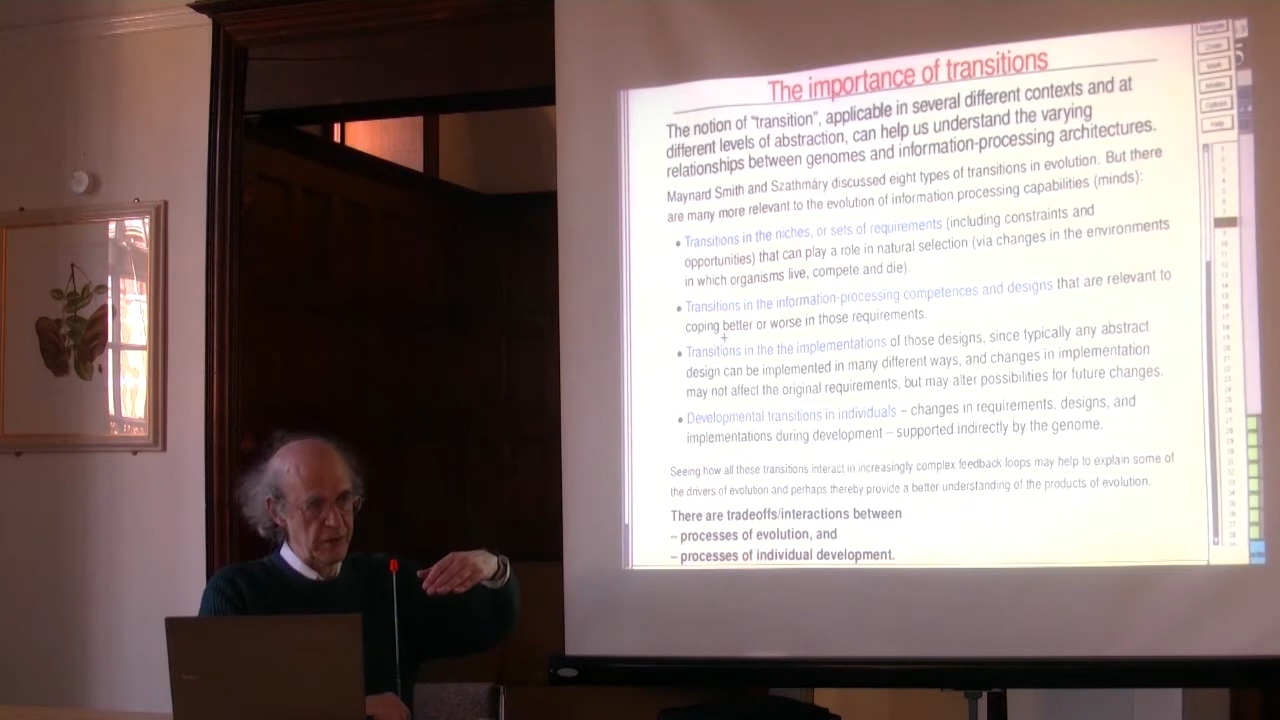 The importance of transitions
The notion of "transition", applicable in several different contexts and at
different levels of abstraction, can help us understand the varying
relationships between genomes and information-processing architectures.
Maynard Smith and Szathmáry discussed eight types of transitions in evolution. But there
are many more relevant to the evolution of information processing capabilities (minds):
• Transitions in the niches, or sets of requirements (including constraints and
opportunities) that can play a role in natural selection (via changes in the environments
in which organisms live, compete and die).
• Transitions in the information-processing competences and designs that are relevant to
coping better or worse in those requirements.
• Transitions in the the implementations of those designs, since typically any abstract
design can be implemented in many different ways, and changes in implementation
may not affect the original requirements, but may alter possibilities for future changes.
• Developmental transitions in individuals – changes in requirements, designs, and
implementations during development – supported indirectly by the genome.
Seeing how all these transitions interact in increasingly complex feedback loops may help to explain some of
the drivers of evolution and perhaps thereby provide a better understanding of the products of evolution.
There are tradeoffs/interactions between
– processes of evolution, and
– processes of individual development.